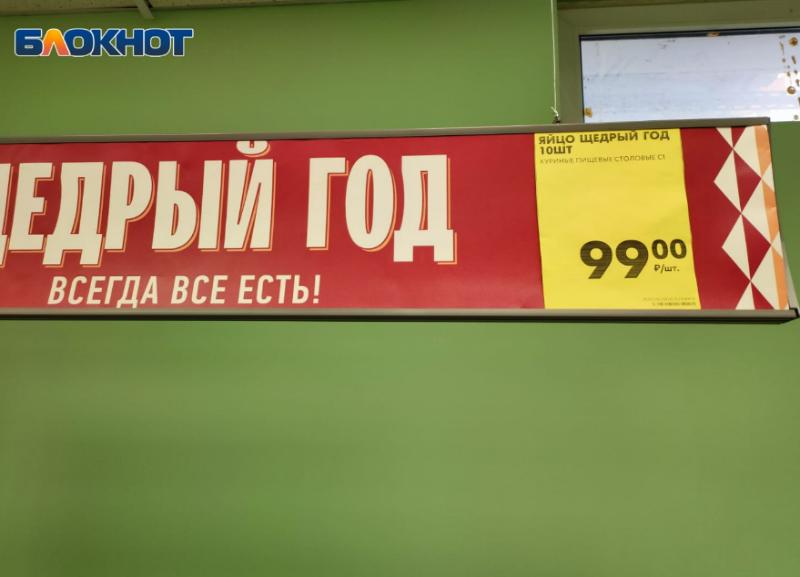 БЛОКНОТ
ЩЕДРЫЙ ГОД
ВСЕГДА ВСЕ ЕСТЬ!
ЯЙЦО ЩЕДРЫЙ ГОД
10ШТ
КУРИНЫЕ ПИЩЕВЫЕ СТОЛОВЫЕ С1
99 00
₽/шт.